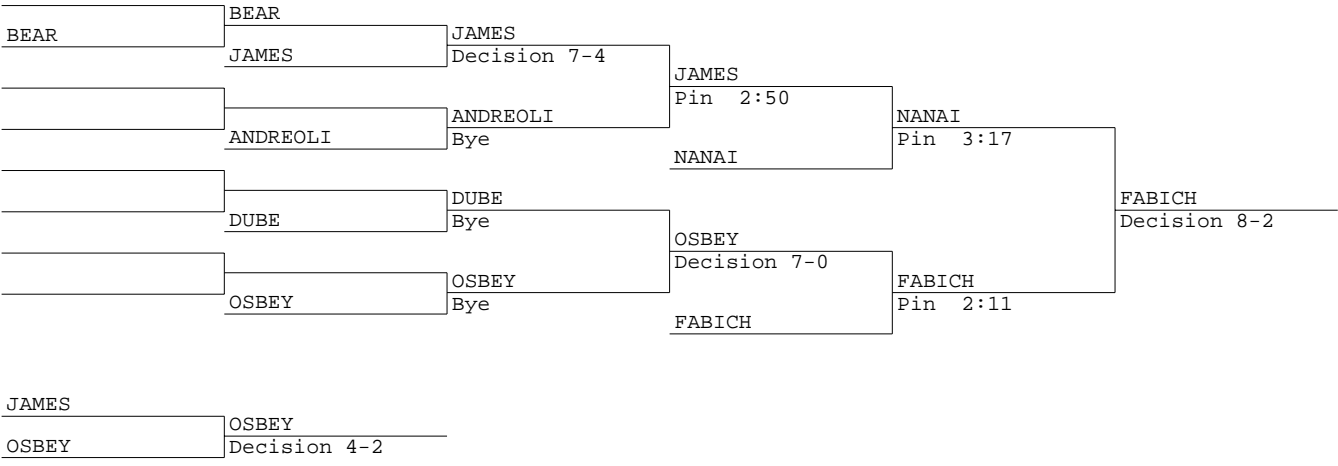 BEAR
BEAR
JAMES
JAMES
Decision 7-4
JAMES
Pin 2:50
ANDREOLI
ANDREOLI
Bye
NANAI
NANAI
Pin 3:17
DUBE
DUBE
Bye
FABICH
Decision 8-2
OSBEY
Decision 7-0
OSBEY
OSBEY
Bye
FABICH
FABICH
Pin 2:11
JAMES
OSBEY
OSBEY
Decision 4-2